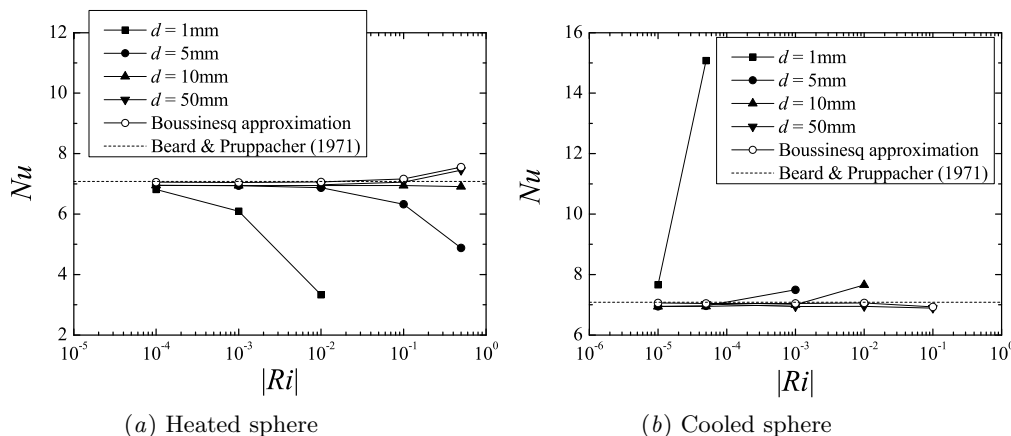 12
10
8
6
4
2
Nu
d = 1mm
d = 5mm
d = 10mm
d = 50mm
Boussinesq approximation
Beard & Pruppacher (1971)
10^-5 10^-4 10^-3 10^-2 10^-1 10^0
|Ri|
(a) Heated sphere
16
14
12
10
8
6
Nu
d = 1mm
d = 5mm
d = 10mm
d = 50mm
Boussinesq approximation
Beard & Pruppacher (1971)
10^-6 10^-5 10^-4 10^-3 10^-2 10^-1 10^0
|Ri|
(b) Cooled sphere